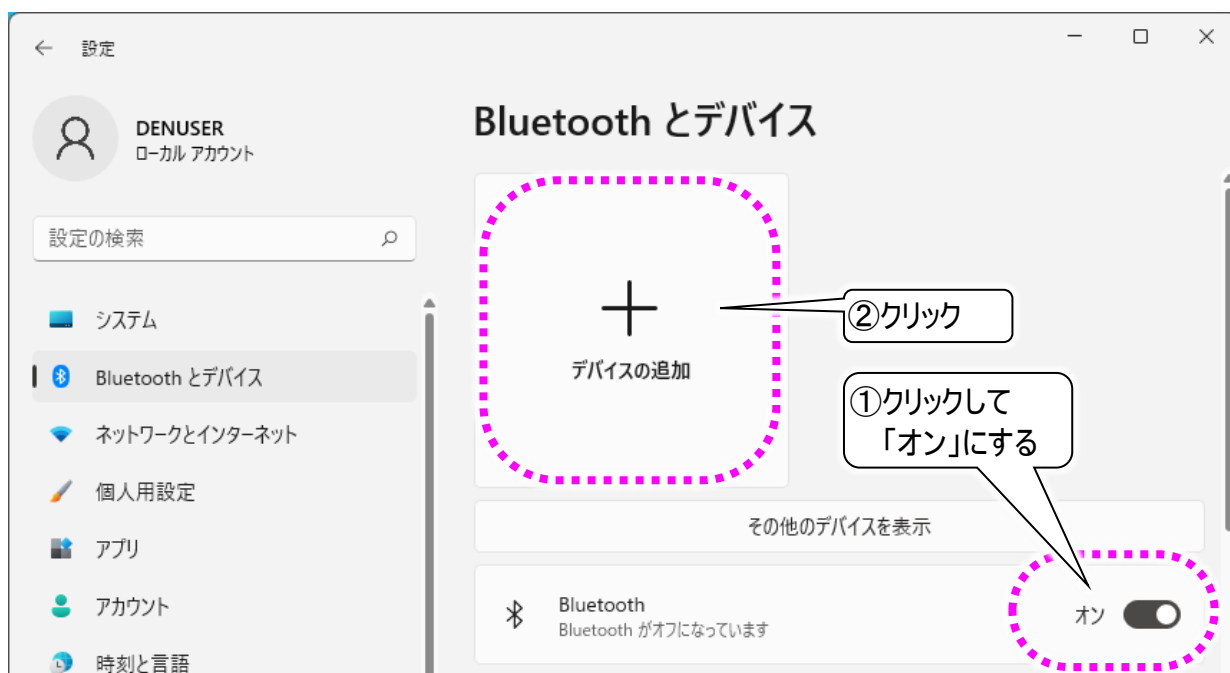 設定
DENUSER
ローカル アカウント
設定の検索
システム
Bluetooth とデバイス
ネットワークとインターネット
個人用設定
アプリ
アカウント
時刻と言語
Bluetooth とデバイス
デバイスの追加
②クリック
①クリックして
「オン」にする
その他のデバイスを表示
Bluetooth
Bluetooth がオフになっています
オン